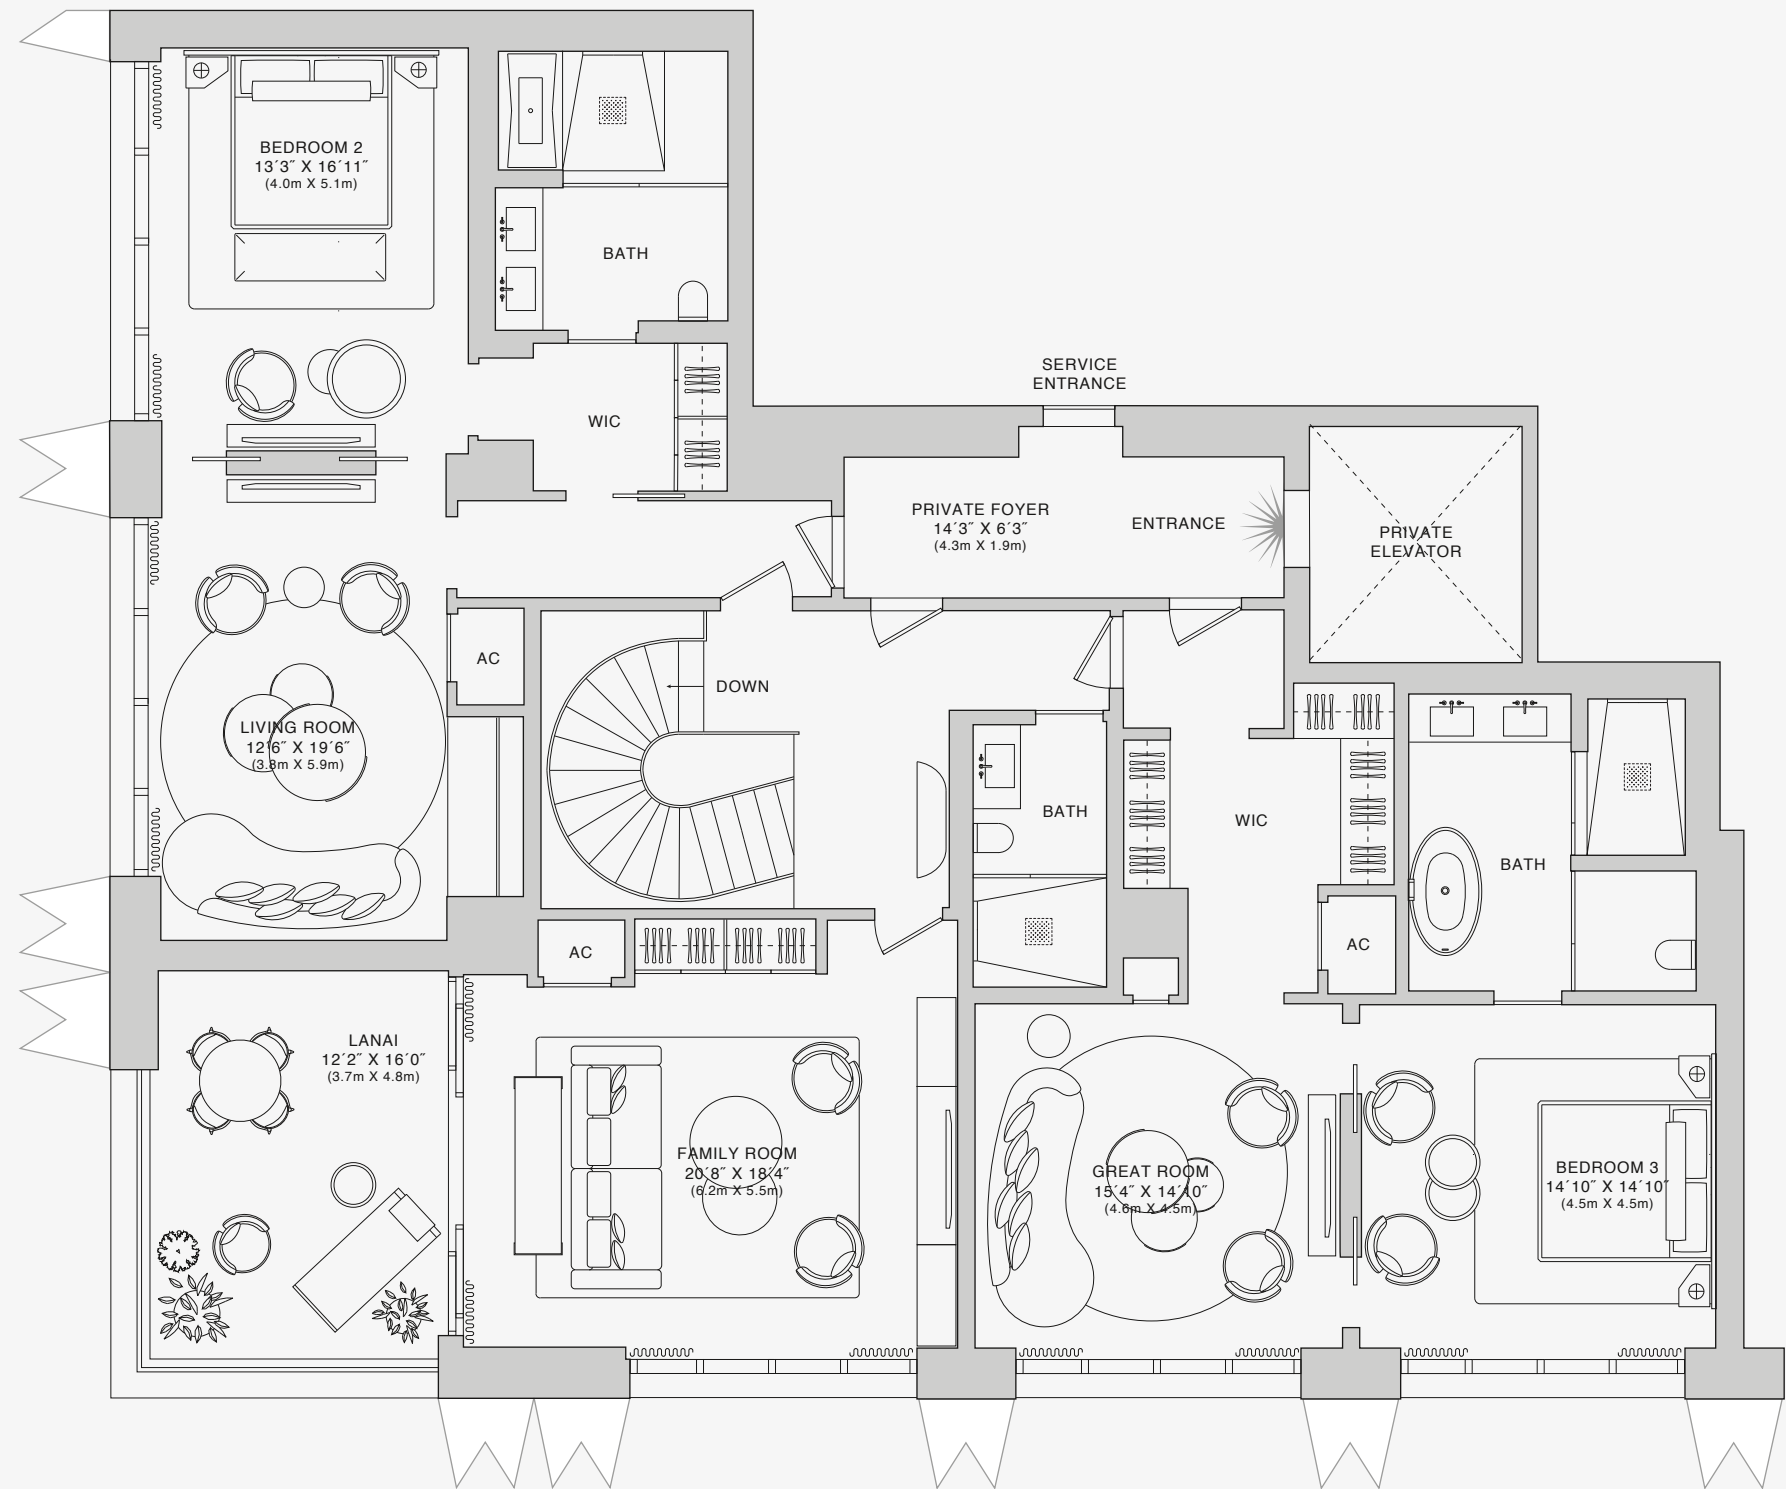 BEDROOM 2
13´3˝ X 16´11˝
(4.0m X 5.1m)
BATH
SERVICE
ENTRANCE
WIC
PRIVATE FOYER
14´3˝ X 6´3˝
(4.3m X 1.9m)
ENTRANCE
PRIVATE
ELEVATOR
AC
DOWN
LIVING ROOM
12´6˝ X 19´6˝
(3.8m X 5.9m)
BATH
WIC
BATH
AC
AC
LANAI
12´2˝ X 16´0˝
(3.7m X 4.8m)
FAMILY ROOM
20´8˝ X 18´4˝
(6.2m X 5.5m)
GREAT ROOM
15´4˝ X 14´10˝
(4.6m X 4.5m)
BEDROOM 3
14´10˝ X 14´10˝
(4.5m X 4.5m)